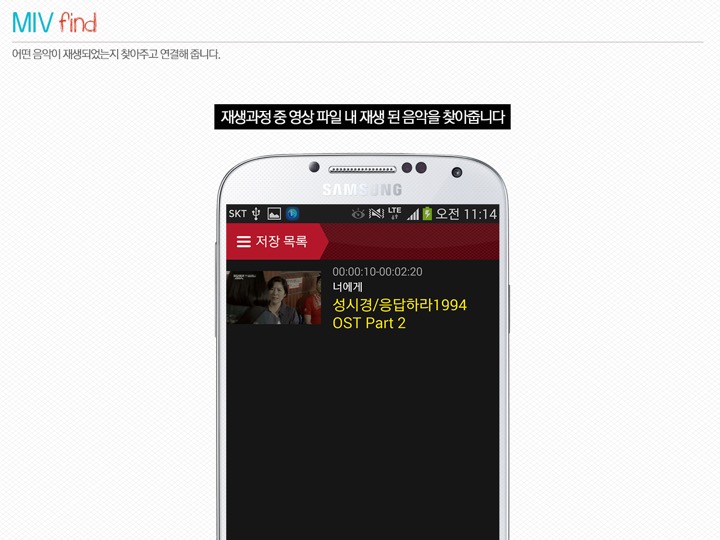 MIV find
어떤 음악이 재생되었는지 찾아주고 연결해 줍니다.
재생과정 중 영상 파일 내 재생 된 음악을 찾아줍니다
SAMSUNG
SKT LTE 오전 11:14
저장 목록
00:00:10-00:02:20
너에게
성시경/응답하라1994
OST Part 2